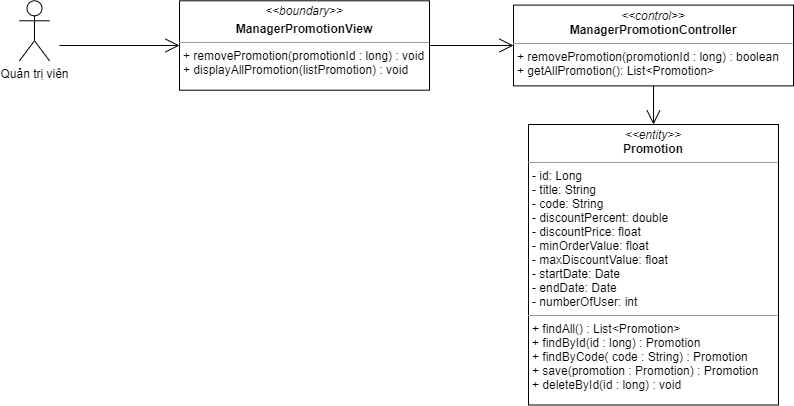 Quản trị viên
<<boundary>>
ManagerPromotionView
+ removePromotion(promotionId : long) : void
+ displayAllPromotion(listPromotion) : void
<<control>>
ManagerPromotionController
+ removePromotion(promotionId : long) : boolean
+ getAllPromotion(): List<Promotion>
<<entity>>
Promotion
- id: Long
- title: String
- code: String
- discountPercent: double
- discountPrice: float
- minOrderValue: float
- maxDiscountValue: float
- startDate: Date
- endDate: Date
- numberOfUser: int
+ findAll() : List<Promotion>
+ findById(id : long) : Promotion
+ findByCode( code : String) : Promotion
+ save(promotion : Promotion) : Promotion
+ deleteById(id : long) : void